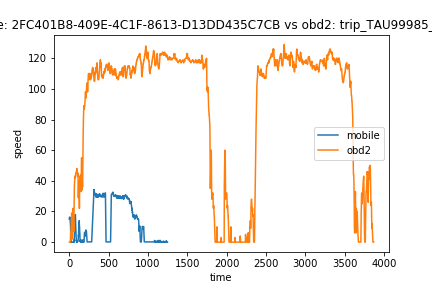 e: 2FC401B8-409E-4C1F-8613-D13DD435C7CB vs obd2: trip_TAU99985_
120
100
80
60
40
20
0
speed
mobile
obd2
0 500 1000 1500 2000 2500 3000 3500 4000
time